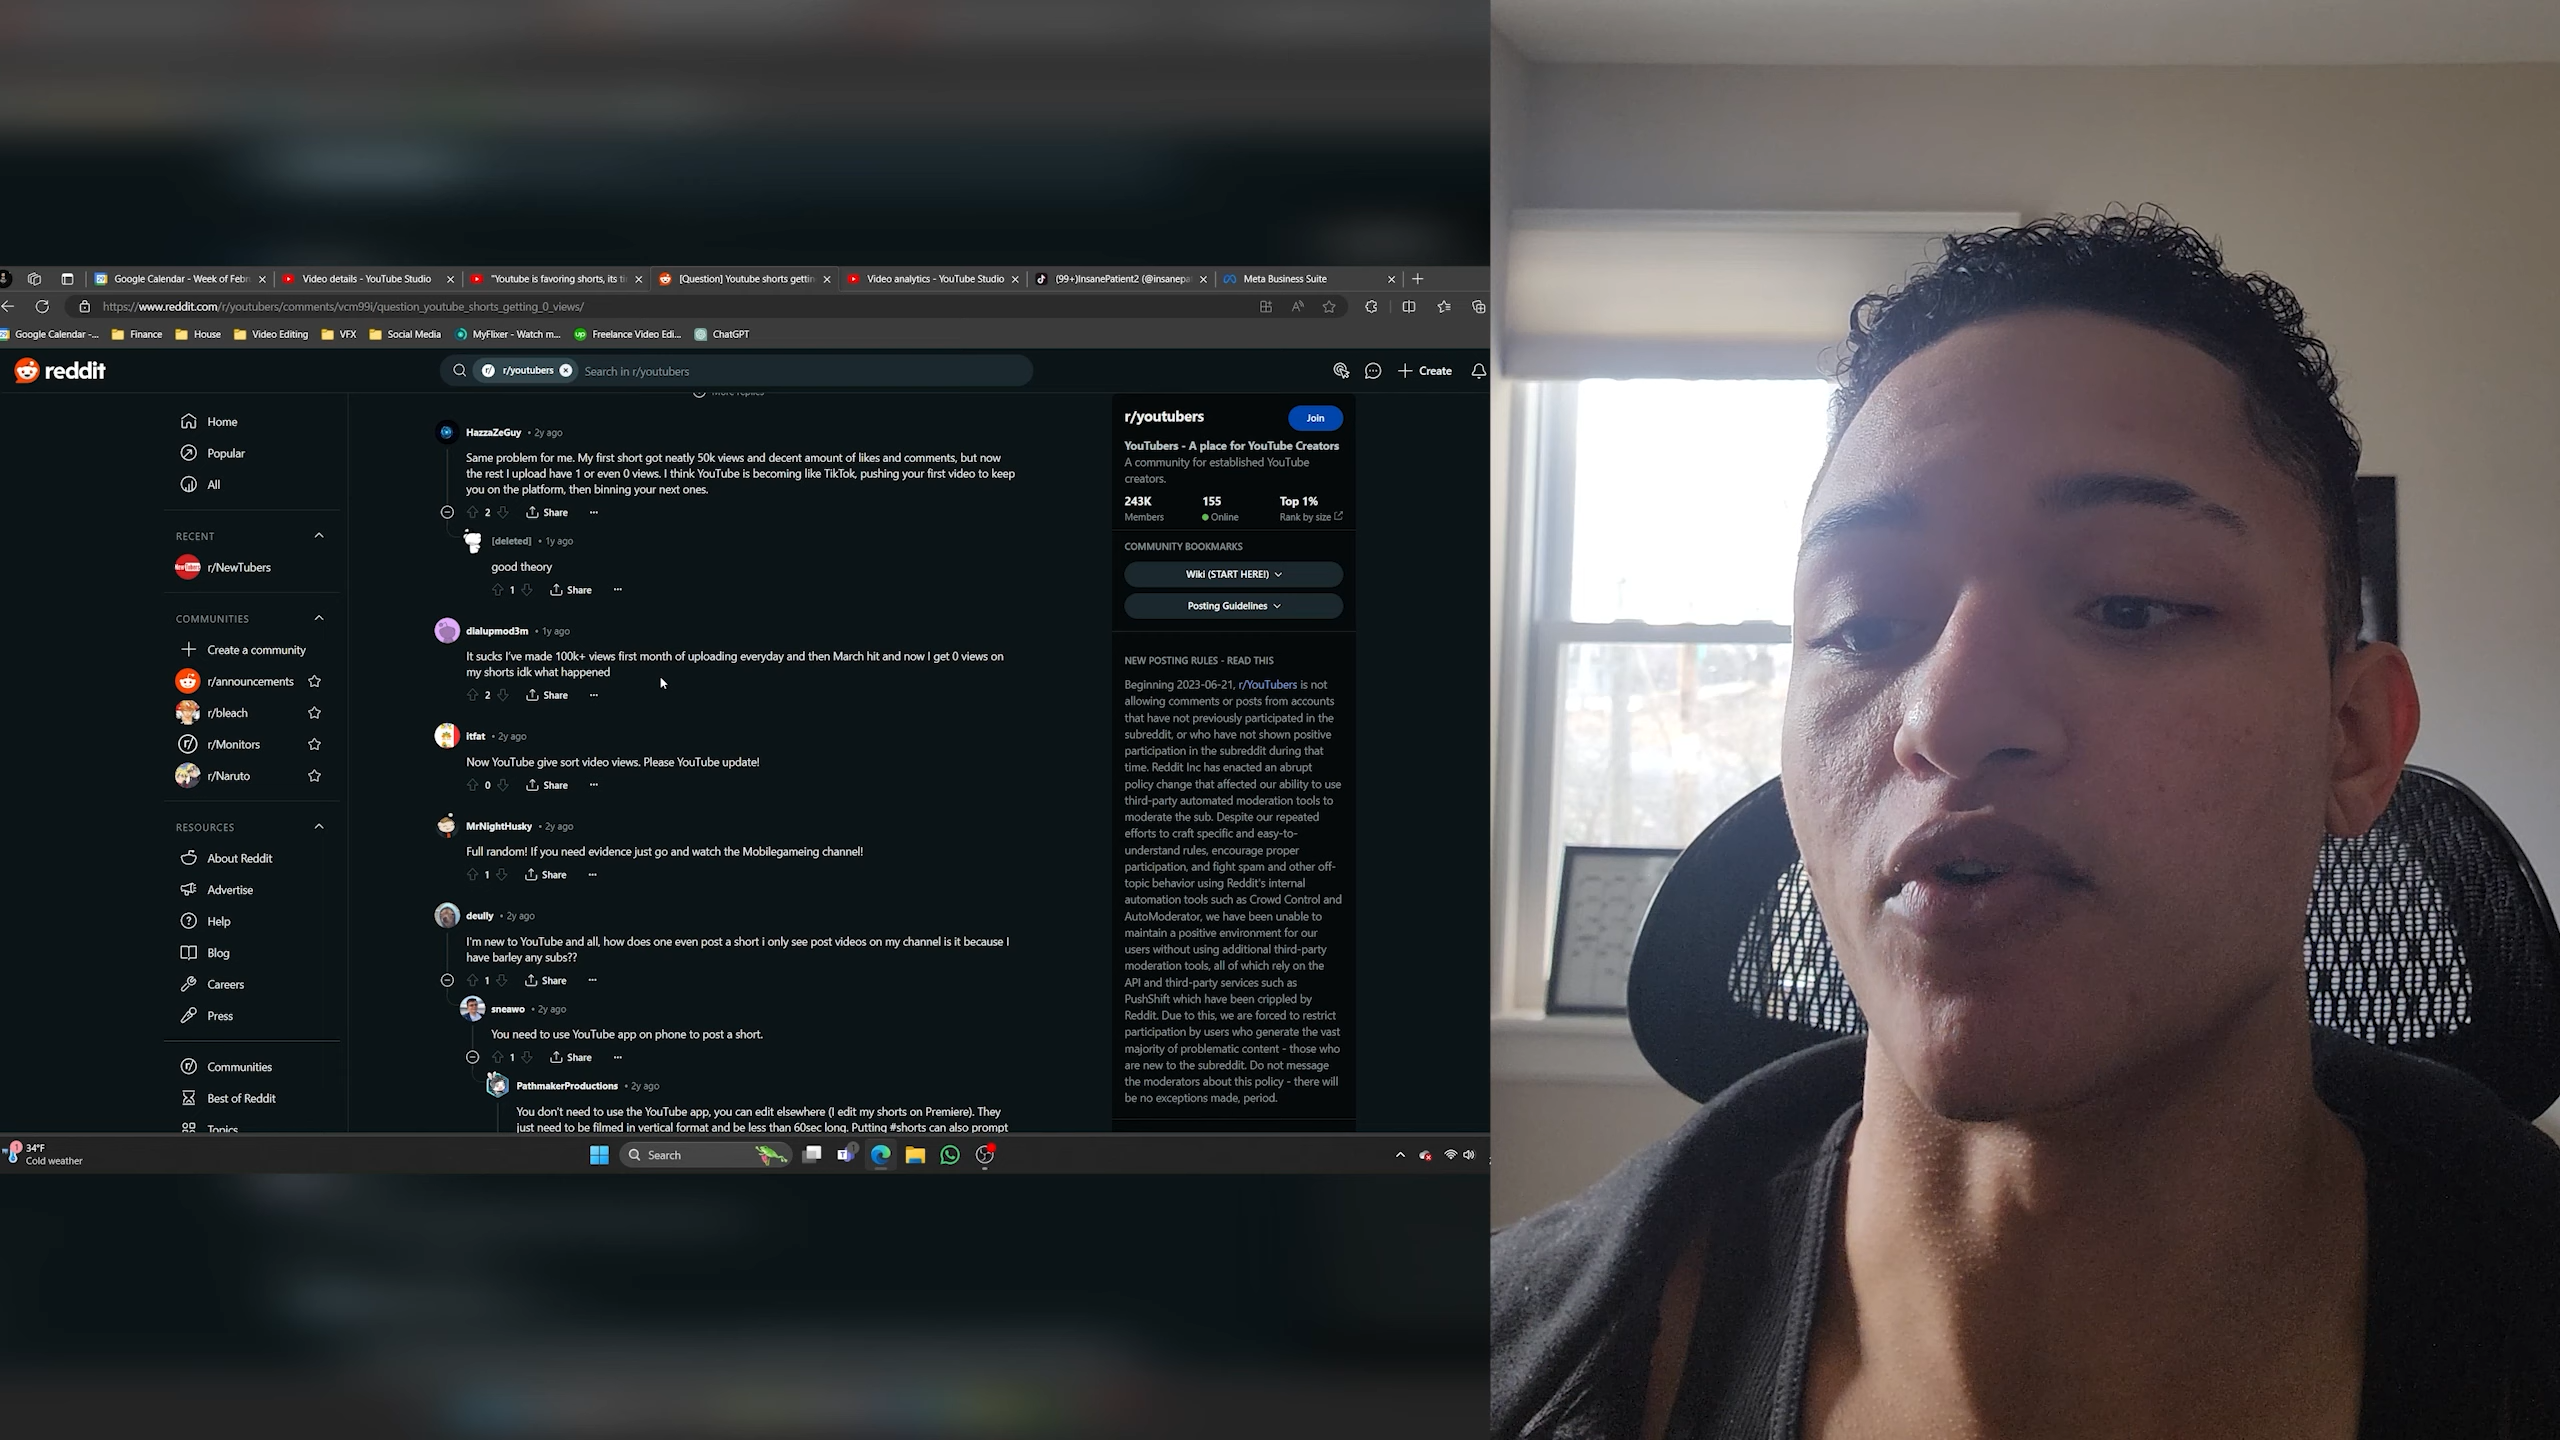 Google Calendar - Week of Febr
Video details - YouTube Studio
"Youtube is favoring shorts, its ti
[Question] Youtube shorts gettin
Video analytics - YouTube Studio
(99+)InsanePatient2 (@insanepa
Meta Business Suite
https://www.reddit.com/r/youtubers/comments/vcm99i/question_youtube_shorts_getting_0_views/
Google Calendar -...
Finance
House
Video Editing
VFX
Social Media
MyFlixer - Watch m...
Freelance Video Edi...
ChatGPT
reddit
r/youtubers
Search in r/youtubers
Create
Home
Popular
All
RECENT
r/NewTubers
COMMUNITIES
Create a community
r/announcements
r/bleach
r/Monitors
r/Naruto
RESOURCES
About Reddit
Advertise
Help
Blog
Careers
Press
Communities
Best of Reddit
Topics
More replies
HazzaZeGuy • 2y ago
Same problem for me. My first short got neatly 50k views and decent amount of likes and comments, but now
the rest I upload have 1 or even 0 views. I think YouTube is becoming like TikTok, pushing your first video to keep
you on the platform, then binning your next ones.
2 Share
[deleted] • 1y ago
good theory
1 Share
dialupmod3m • 1y ago
It sucks I've made 100k+ views first month of uploading everyday and then March hit and now I get 0 views on
my shorts idk what happened
2 Share
itfat • 2y ago
Now YouTube give sort video views. Please YouTube update!
0 Share
MrNightHusky • 2y ago
Full random! If you need evidence just go and watch the Mobilegameing channel!
1 Share
deully • 2y ago
I'm new to YouTube and all, how does one even post a short i only see post videos on my channel is it because I
have barley any subs??
1 Share
sneawo • 2y ago
You need to use YouTube app on phone to post a short.
1 Share
PathmakerProductions • 2y ago
You don't need to use the YouTube app, you can edit elsewhere (I edit my shorts on Premiere). They
just need to be filmed in vertical format and be less than 60sec long. Putting #shorts can also prompt
r/youtubers
Join
YouTubers - A place for YouTube Creators
A community for established YouTube
creators.
243K 155 Top 1%
Members Online Rank by size
COMMUNITY BOOKMARKS
Wiki (START HERE!)
Posting Guidelines
NEW POSTING RULES - READ THIS
Beginning 2023-06-21, r/YouTubers is not
allowing comments or posts from accounts
that have not previously participated in the
subreddit, or who have not shown positive
participation in the subreddit during that
time. Reddit Inc has enacted an abrupt
policy change that affected our ability to use
third-party automated moderation tools to
moderate the sub. Despite our repeated
efforts to craft specific and easy-to-
understand rules, encourage proper
participation, and fight spam and other off-
topic behavior using Reddit's internal
automation tools such as Crowd Control and
AutoModerator, we have been unable to
maintain a positive environment for our
users without using additional third-party
moderation tools, all of which rely on the
API and third-party services such as
PushShift which have been crippled by
Reddit. Due to this, we are forced to restrict
participation by users who generate the vast
majority of problematic content - those who
are new to the subreddit. Do not message
the moderators about this policy - there will
be no exceptions made, period.
34°F
Cold weather
Search